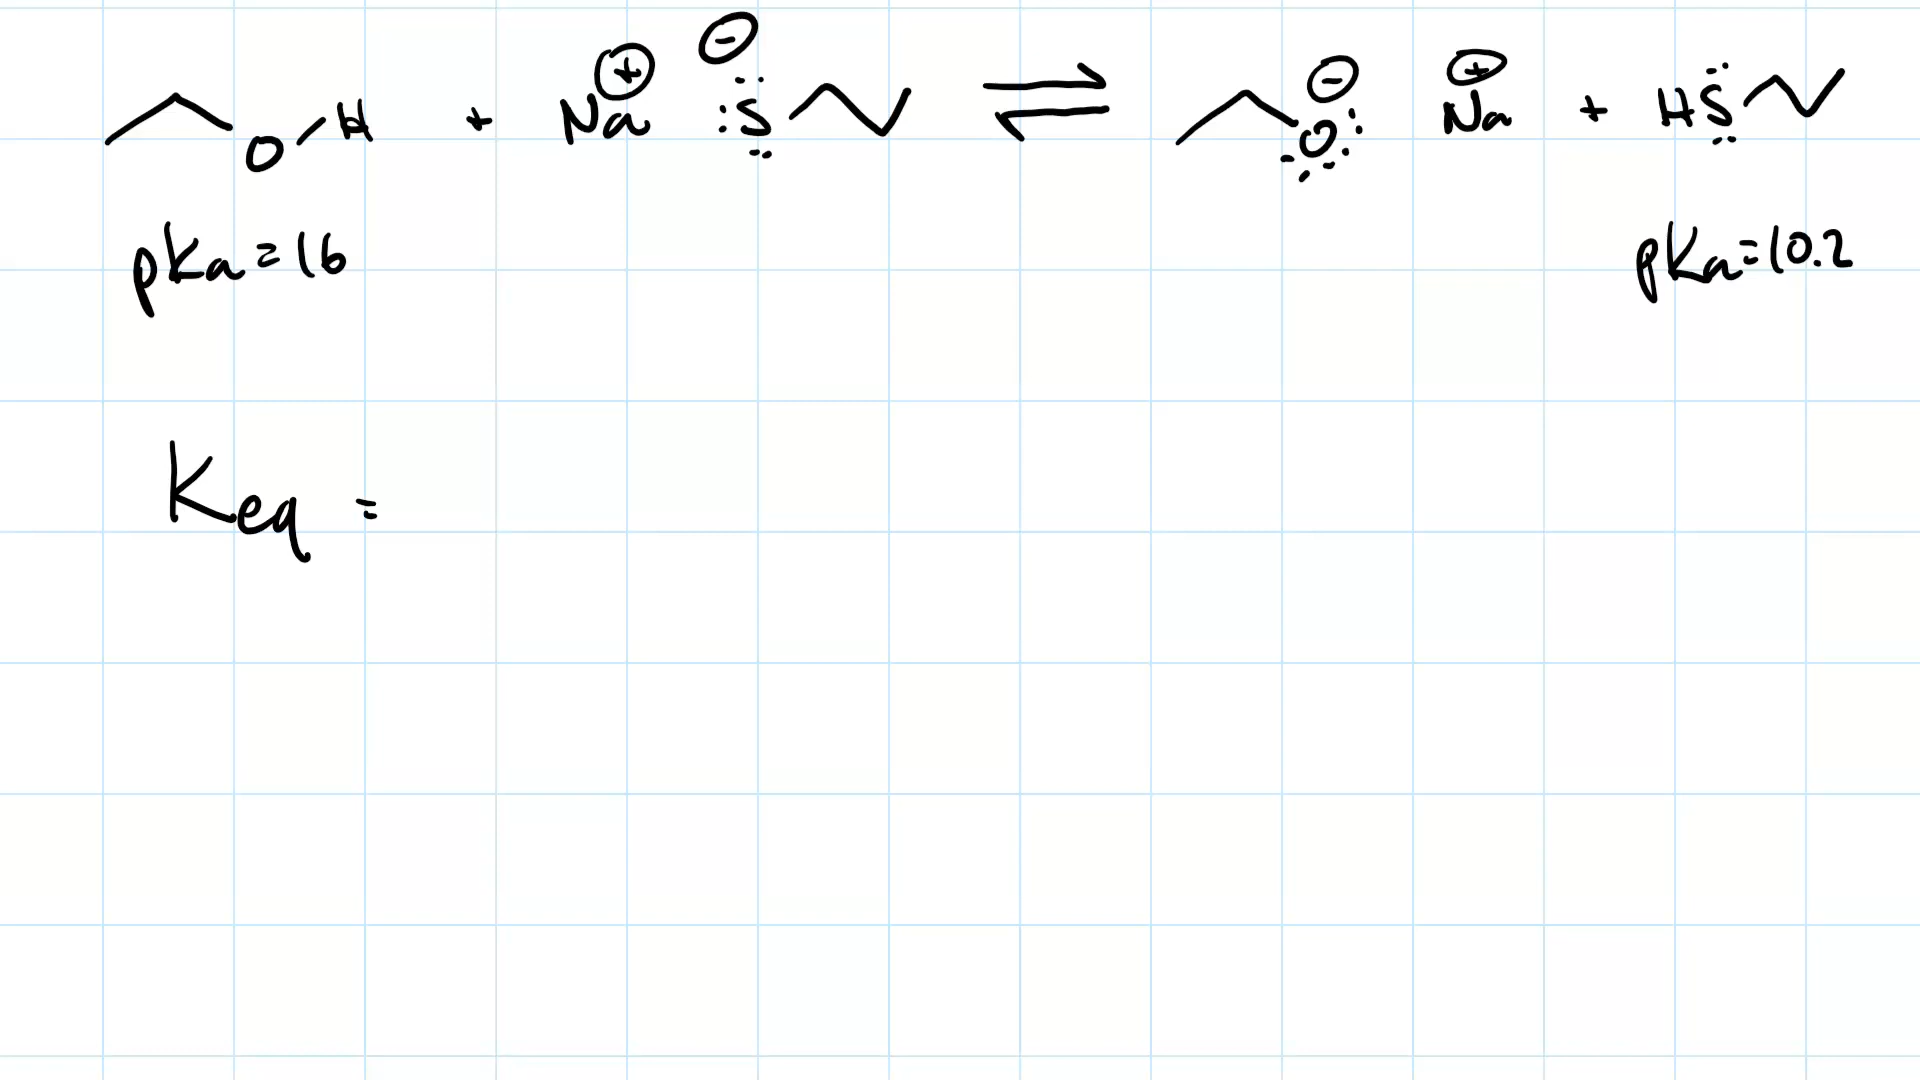 O-H + Na⊕ ⊖:S̈ ⇌ O:⊖ Na⊕ + HS̈
pKa=16 pKa=10.2
Keq =